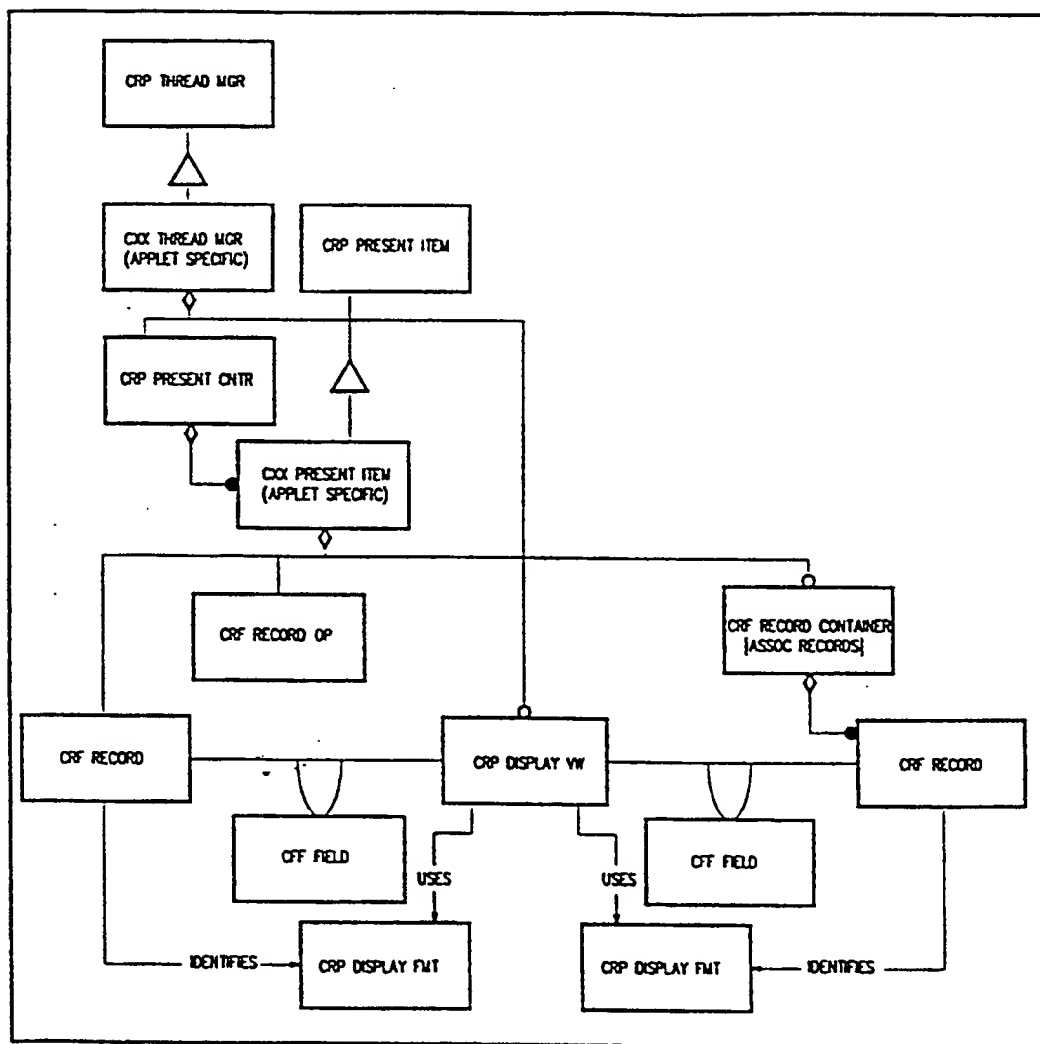 CRP THREAD MGR
CXX THREAD MGR
(APPLET SPECIFIC)
CRP PRESENT ITEM
CRP PRESENT CNTR
CXX PRESENT ITEM
(APPLET SPECIFIC)
CRF RECORD OP
CRF RECORD CONTAINER
|ASSOC RECORDS|
CRF RECORD
CRP DISPLAY VW
CRF RECORD
CFF FIELD
CFF FIELD
USES
USES
IDENTIFIES
CRP DISPLAY FMT
CRP DISPLAY FMT
IDENTIFIES